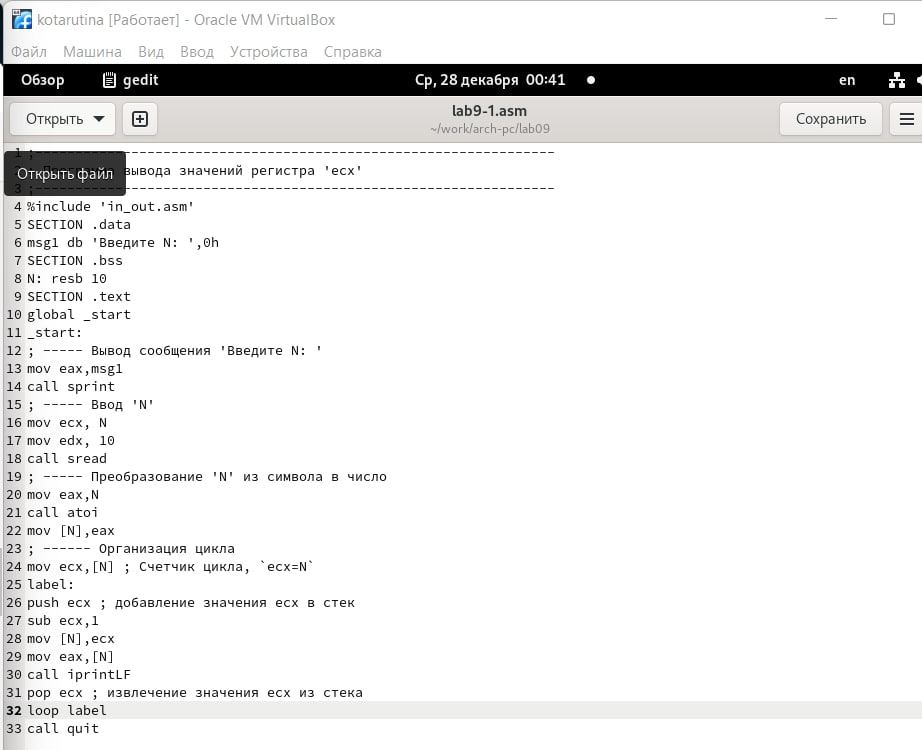 kotarutina [Работает] - Oracle VM VirtualBox
Файл Машина Вид Ввод Устройства Справка
Обзор gedit Ср, 28 декабря 00:41 en
Открыть lab9-1.asm Сохранить
~/work/arch-pc/lab09
1 ;-----------------------------------------------------------------
Открыть файл вывода значений регистра 'ecx'
3 ;-----------------------------------------------------------------
4 %include 'in_out.asm'
5 SECTION .data
6 msg1 db 'Введите N: ',0h
7 SECTION .bss
8 N: resb 10
9 SECTION .text
10 global _start
11 _start:
12 ; ----- Вывод сообщения 'Введите N: '
13 mov eax,msg1
14 call sprint
15 ; ----- Ввод 'N'
16 mov ecx, N
17 mov edx, 10
18 call sread
19 ; ----- Преобразование 'N' из символа в число
20 mov eax,N
21 call atoi
22 mov [N],eax
23 ; ------ Организация цикла
24 mov ecx,[N] ; Счетчик цикла, `ecx=N`
25 label:
26 push ecx ; добавление значения ecx в стек
27 sub ecx,1
28 mov [N],ecx
29 mov eax,[N]
30 call iprintLF
31 pop ecx ; извлечение значения ecx из стека
32 loop label
33 call quit